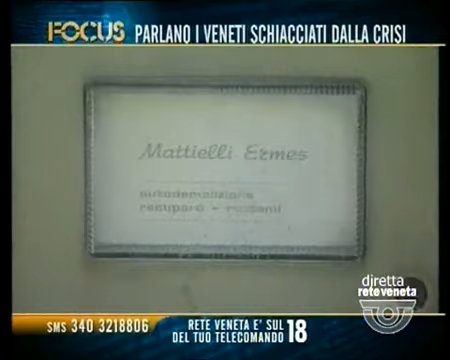 FOCUS PARLANO I VENETI SCHIACCIATI DALLA CRISI
Mattielli Ermes
autodemolizione
recupero - rottami
diretta
reteveneta
SMS 340 3218806
RETE VENETA E' SUL
DEL TUO TELECOMANDO 18